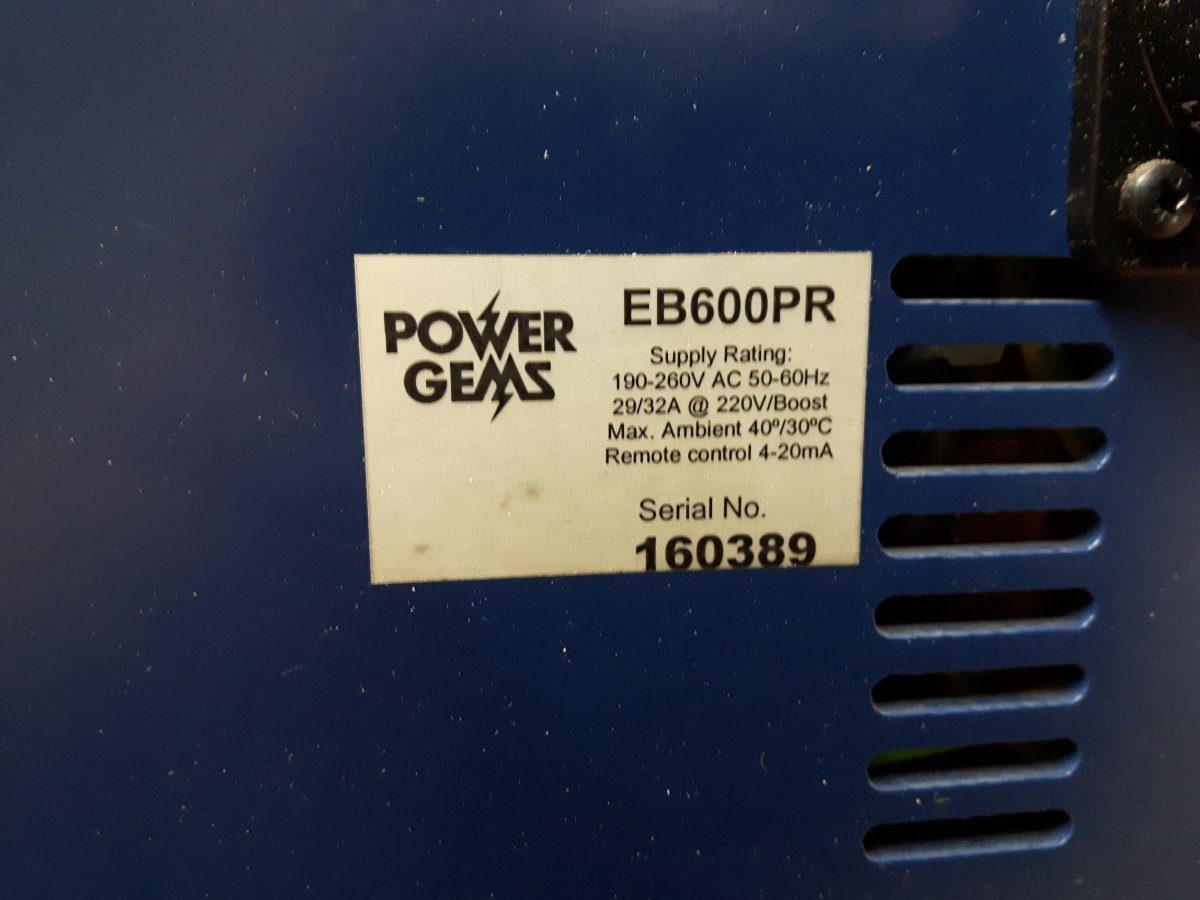 POWER
GEMS
EB600PR
Supply Rating:
190-260V AC 50-60Hz
29/32A @ 220V/Boost
Max. Ambient 40º/30ºC
Remote control 4-20mA
Serial No.
160389